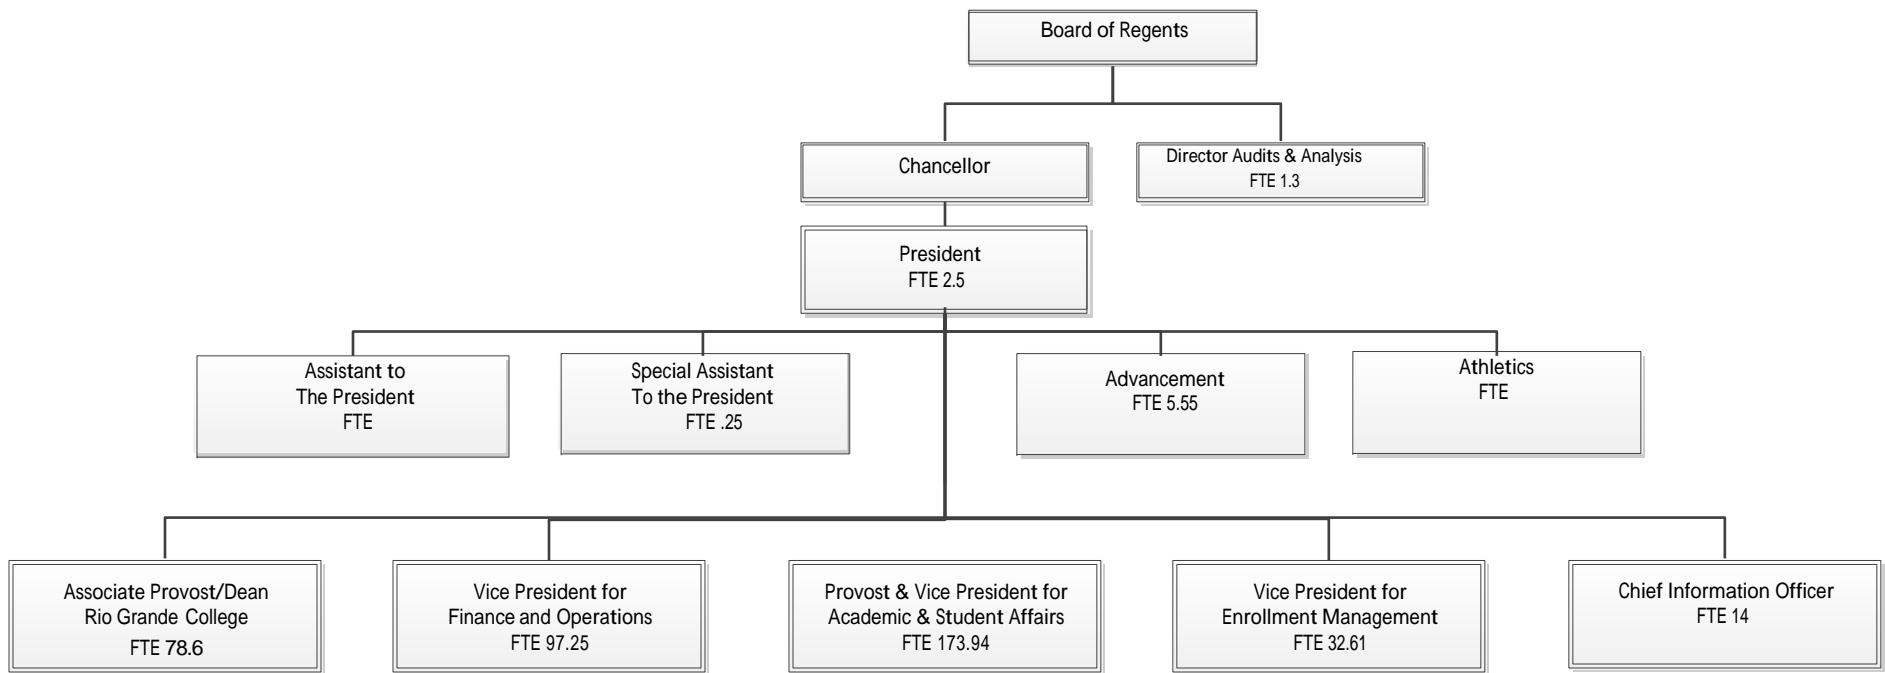 Board of Regents
Chancellor
Director Audits & Analysis
FTE 1.3
President
FTE 2.5
Assistant to
The President
FTE
Special Assistant
To the President
FTE .25
Advancement
FTE 5.55
Athletics
FTE
Associate Provost/Dean
Rio Grande College
FTE 78.6
Vice President for
Finance and Operations
FTE 97.25
Provost & Vice President for
Academic & Student Affairs
FTE 173.94
Vice President for
Enrollment Management
FTE 32.61
Chief Information Officer
FTE 14